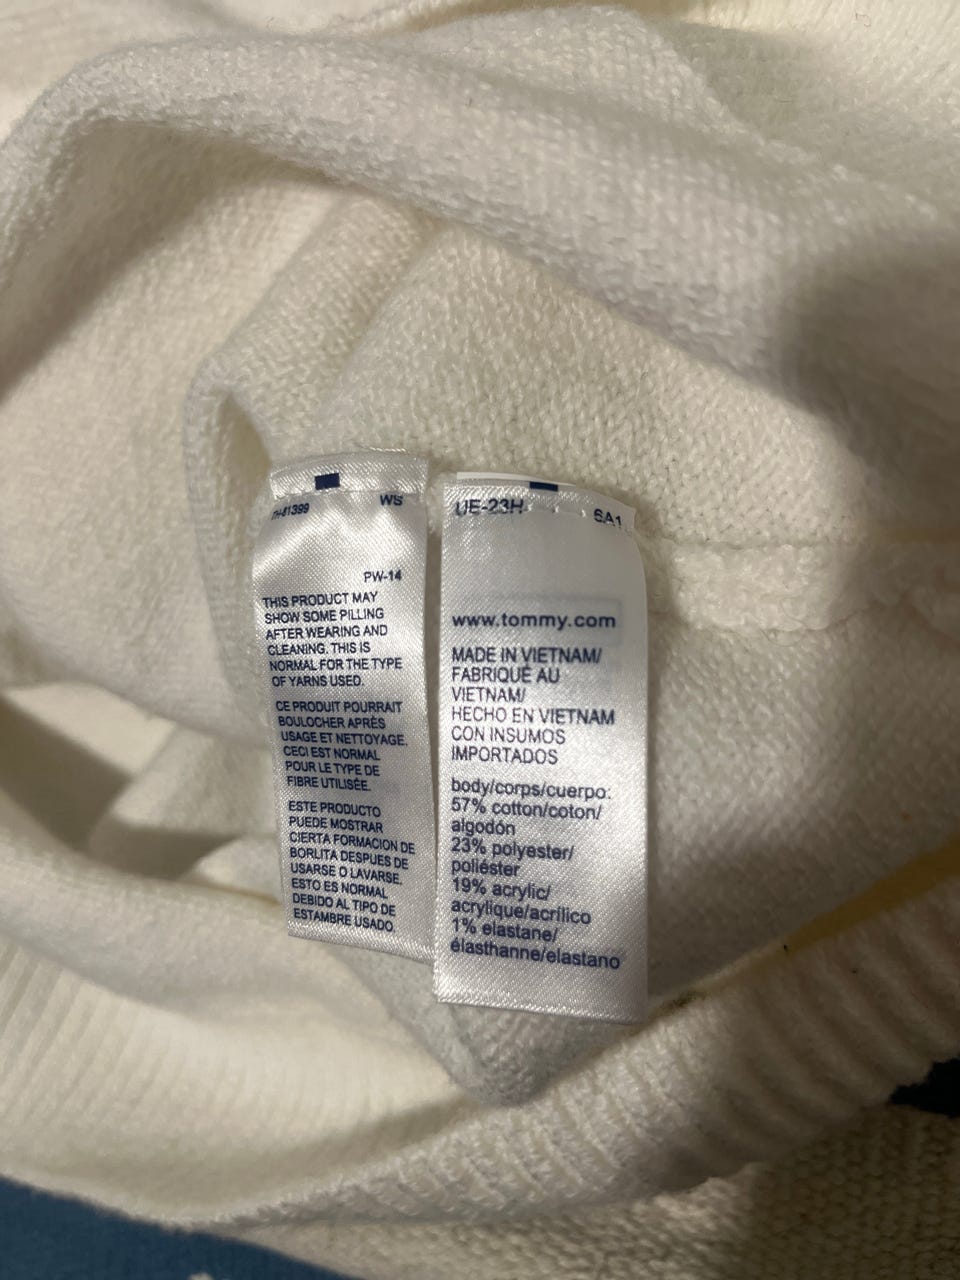 TH-81399 WS
PW-14
THIS PRODUCT MAY
SHOW SOME PILLING
AFTER WEARING AND
CLEANING. THIS IS
NORMAL FOR THE TYPE
OF YARNS USED.
CE PRODUIT POURRAIT
BOULOCHER APRÈS
USAGE ET NETTOYAGE.
CECI EST NORMAL
POUR LE TYPE DE
FIBRE UTILISÉE.
ESTE PRODUCTO
PUEDE MOSTRAR
CIERTA FORMACION DE
BORLITA DESPUES DE
USARSE O LAVARSE.
ESTO ES NORMAL
DEBIDO AL TIPO DE
ESTAMBRE USADO.
UE-23H 6A1
www.tommy.com
MADE IN VIETNAM/
FABRIQUÉ AU
VIETNAM/
HECHO EN VIETNAM
CON INSUMOS
IMPORTADOS
body/corps/cuerpo:
57% cotton/coton/
algodón
23% polyester/
poliéster
19% acrylic/
acrylique/acrílico
1% elastane/
élasthanne/elastano